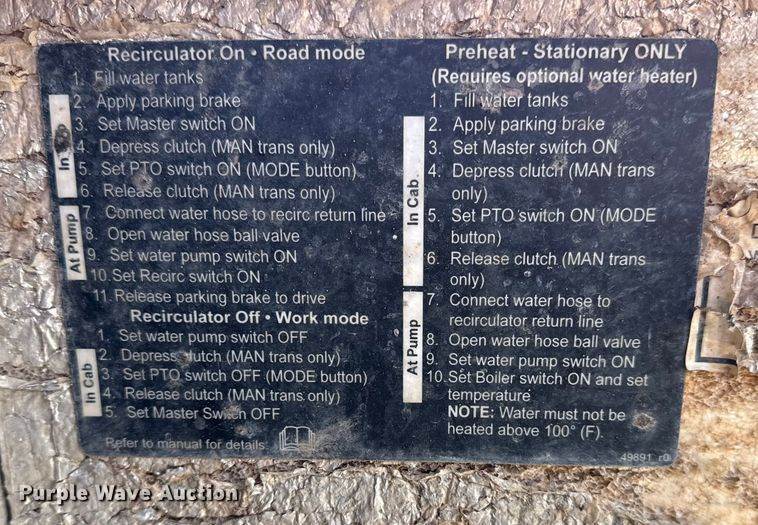 Recirculator On • Road mode
1. Fill water tanks
2. Apply parking brake
3. Set Master switch ON
4. Depress clutch (MAN trans only)
5. Set PTO switch ON (MODE button)
6. Release clutch (MAN trans only)
In
At Pump
7. Connect water hose to recirc return line
8. Open water hose ball valve
9. Set water pump switch ON
10. Set Recirc switch ON
11. Release parking brake to drive
Recirculator Off • Work mode
1. Set water pump switch OFF
In Cab
2. Depress clutch (MAN trans only)
3. Set PTO switch OFF (MODE button)
4. Release clutch (MAN trans only)
5. Set Master Switch OFF
Refer to manual for details:
Preheat - Stationary ONLY
(Requires optional water heater)
1. Fill water tanks
In Cab
2. Apply parking brake
3. Set Master switch ON
4. Depress clutch (MAN trans
only)
5. Set PTO switch ON (MODE
button)
6. Release clutch (MAN trans
only)
At Pump
7. Connect water hose to
recirculator return line
8. Open water hose ball valve
9. Set water pump switch ON
10. Set Boiler switch ON and set
temperature
NOTE: Water must not be
heated above 100° (F).
49891 r0
Purple Wave Auction